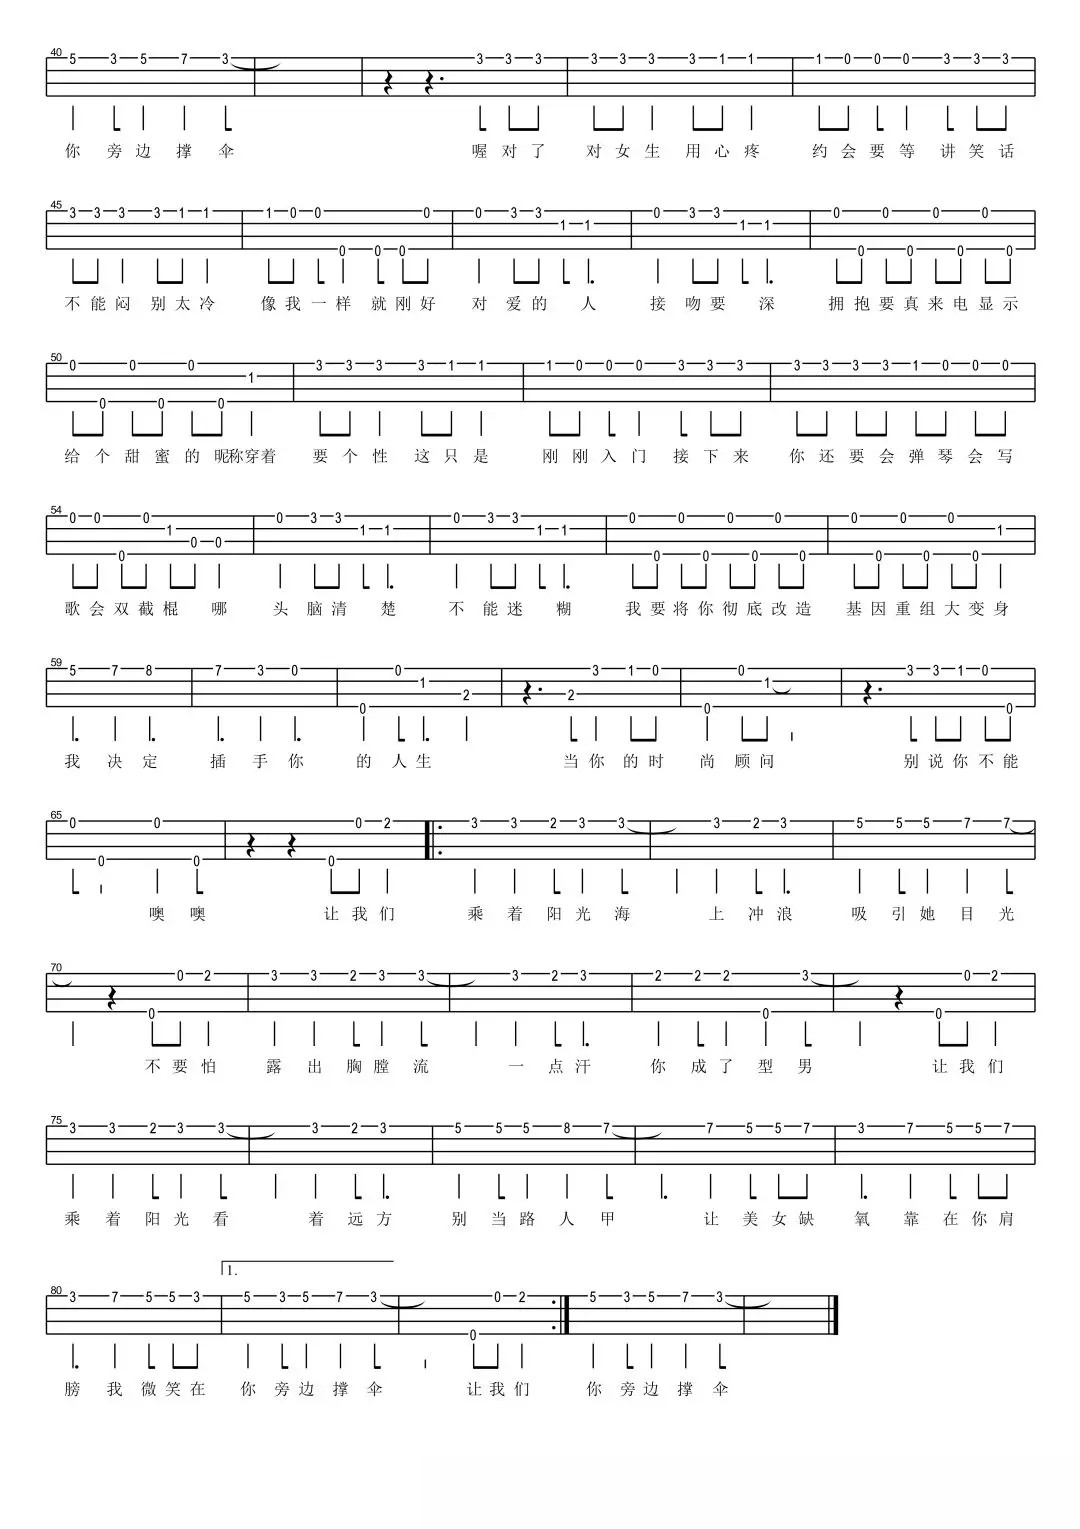 40
5 3 5 7 3 3 3 3 3 3 3 3 1 1 1 0 0 0 3 3 3
你 旁 边 撑 伞 喔 对 了 对 女 生 用 心 疼 约 会 要 等 讲 笑 话
45
3 3 3 3 1 1 1 0 0 0 0 0 0 0 3 3 1 1 0 3 3 1 1 0 0 0 0 0 0 0 0
不 能 闷 别 太 冷 像 我 一 样 就 刚 好 对 爱 的 人 接 吻 要 深 拥 抱 要 真 来 电 显 示
50
0 0 0 0 0 0 1 3 3 3 3 1 1 1 0 0 0 3 3 3 3 3 3 3 1 0 0 0
给 个 甜 蜜 的 昵称 穿着 要 个 性 这 只 是 刚 刚 入 门 接 下 来 你 还 要 会 弹 琴 会 写
54
0 0 0 0 1 0 0 0 3 3 1 1 0 3 3 1 1 0 0 0 0 0 0 0 0 0 0 0 0 0 0 1
歌 会 双 截 棍 哪 头 脑 清 楚 不 能 迷 糊 我 要 将 你 彻 底 改 造 基 因 重 组 大 变 身
59
5 7 8 7 3 0 0 0 1 2 2 3 1 0 0 0 1 3 3 1 0 0
我 决 定 插 手 你 的 人 生 当 你 的 时 尚 顾 问 别 说 你 不 能
65
0 0 0 0 0 0 2 3 3 2 3 3 3 2 3 5 5 5 7 7
噢 噢 让 我 们 乘 着 阳 光 海 上 冲 浪 吸 引 她 目 光
70
0 0 2 3 3 2 3 3 3 2 3 2 2 2 0 3 0 0 2
不 要 怕 露 出 胸 膛 流 一 点 汗 你 成 了 型 男 让 我 们
75
3 3 2 3 3 3 2 3 5 5 5 8 7 7 5 5 7 3 7 5 5 7
乘 着 阳 光 看 着 远 方 别 当 路 人 甲 让 美 女 缺 氧 靠 在 你 肩
1.
80
3 7 5 5 3 5 3 5 7 3 0 0 2 5 3 5 7 3
膀 我 微 笑 在 你 旁 边 撑 伞 让 我 们 你 旁 边 撑 伞